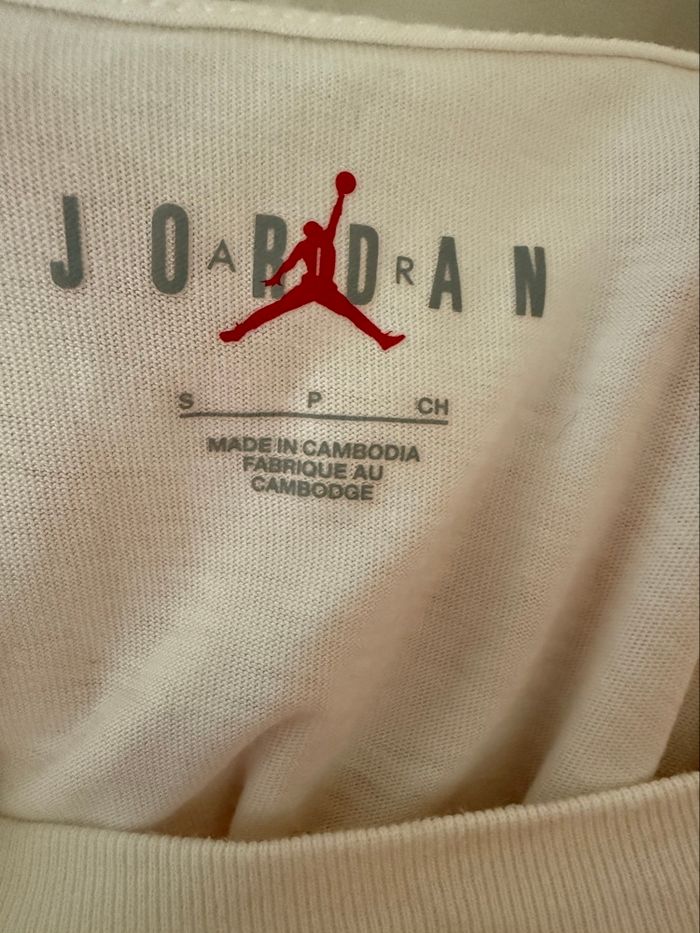 JORDAN
AIR
S P CH
MADE IN CAMBODIA
FABRIQUE AU
CAMBODGE